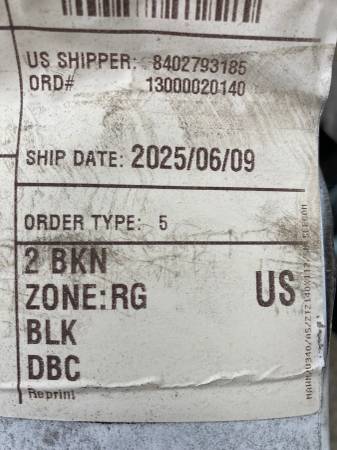 US SHIPPER: 8402793185
ORD# 13000020140
SHIP DATE: 2025/06/09
ORDER TYPE: 5
2 BKN
ZONE:RG
US
BLK
DBC
Reprint